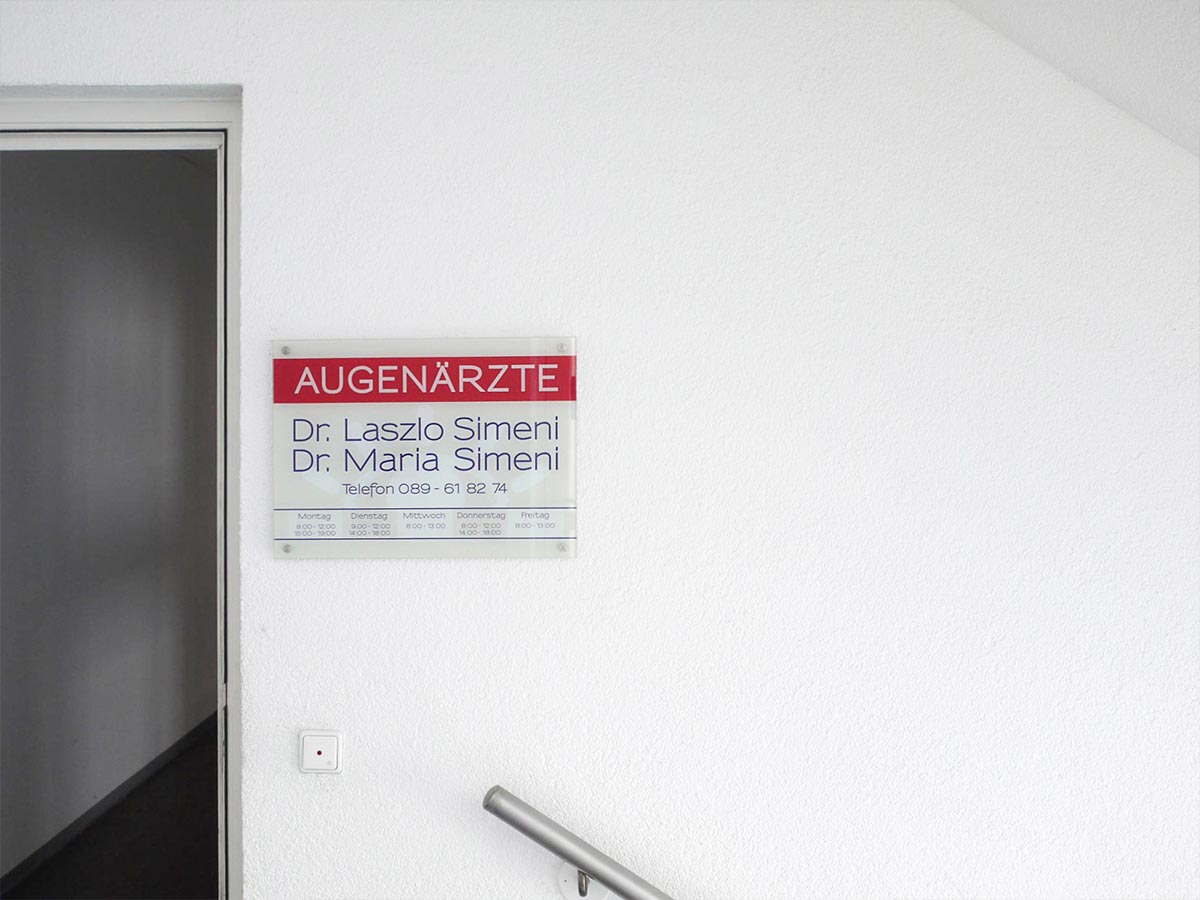 AUGENÄRZTE
Dr. Laszlo Simeni
Dr. Maria Simeni
Telefon 089 - 61 82 74
Montag Dienstag Mittwoch Donnerstag Freitag
8:00 - 12:00 9:00 - 12:00 8:00 - 13:00 8:00 - 12:00 8:00 - 13:00
15:00 - 19:00 14:00 - 18:00 14:00 - 18:00